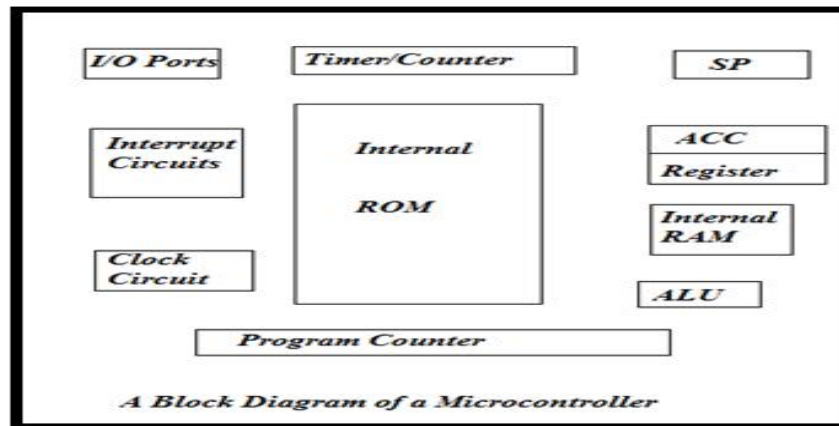 I/O Ports
Timer/Counter
SP
Interrupt
Circuits
Internal
ROM
ACC
Register
Internal
RAM
Clock
Circuit
ALU
Program Counter
A Block Diagram of a Microcontroller